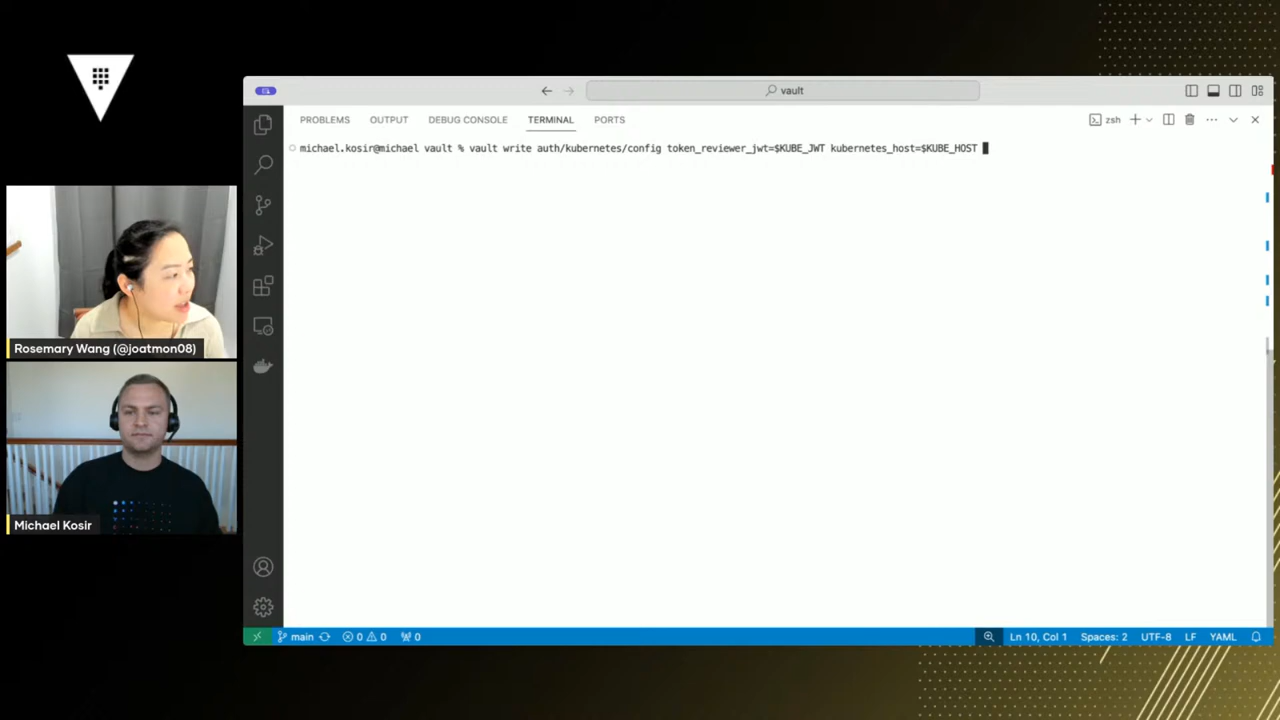 vault
PROBLEMS OUTPUT DEBUG CONSOLE TERMINAL PORTS
zsh
michael.kosir@michael vault % vault write auth/kubernetes/config token_reviewer_jwt=$KUBE_JWT kubernetes_host=$KUBE_HOST
Rosemary Wang (@joatmon08)
Michael Kosir
main 0 0 0 Ln 10, Col 1 Spaces: 2 UTF-8 LF YAML